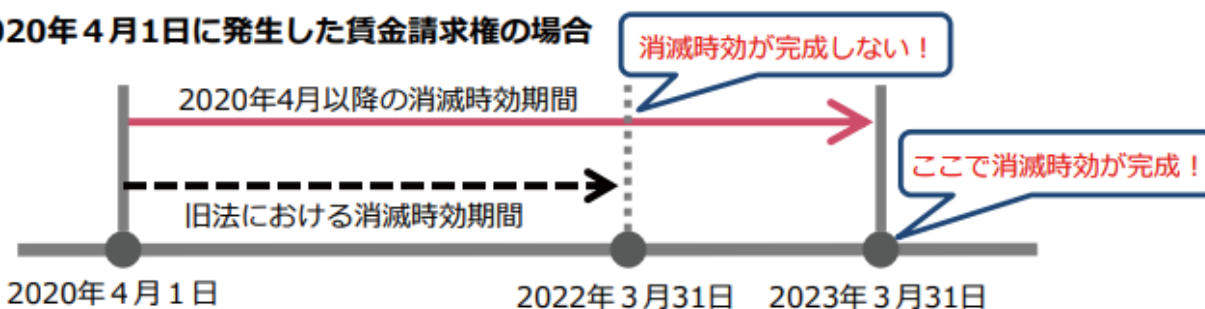 020年４月1日に発生した賃金請求権の場合
消滅時効が完成しない！
2020年4月以降の消滅時効期間
ここで消滅時効が完成！
旧法における消滅時効期間
2020年４月１日
2022年３月31日
2023年３月31日